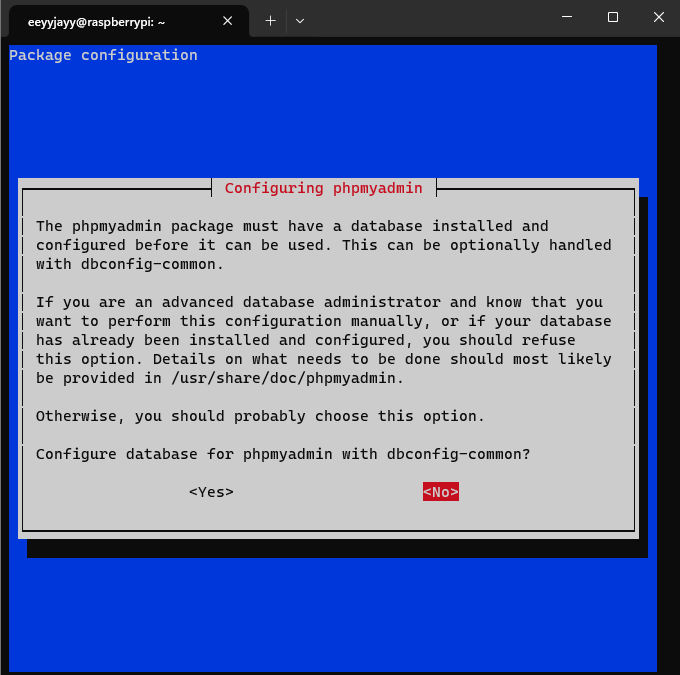 eeyyjayy@raspberrypi: ~
Package configuration
Configuring phpmyadmin
The phpmyadmin package must have a database installed and
configured before it can be used. This can be optionally handled
with dbconfig-common.
If you are an advanced database administrator and know that you
want to perform this configuration manually, or if your database
has already been installed and configured, you should refuse
this option. Details on what needs to be done should most likely
be provided in /usr/share/doc/phpmyadmin.
Otherwise, you should probably choose this option.
Configure database for phpmyadmin with dbconfig-common?
<Yes> <No>